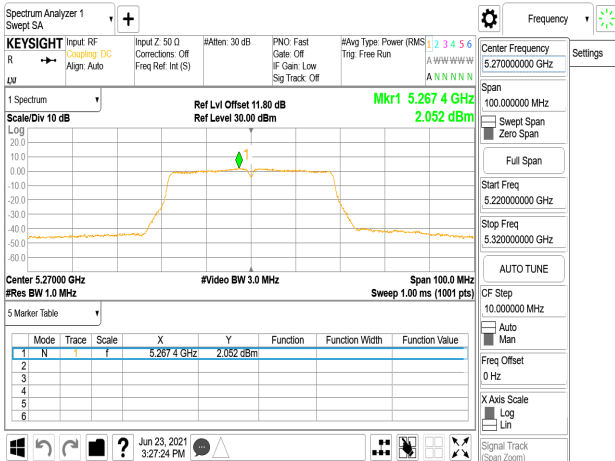 Spectrum Analyzer 1
Swept SA
+
Frequency
KEYSIGHT
R
LXI
Input: RF
Coupling: DC
Align: Auto
Input Z: 50 Ω
Corrections: Off
Freq Ref: Int (S)
#Atten: 30 dB
PNO: Fast
Gate: Off
IF Gain: Low
Sig Track: Off
#Avg Type: Power (RMS
Trig: Free Run
1 2 3 4 5 6
A W W W W W
A N N N N N
Center Frequency
5.270000000 GHz
Settings
Span
100.000000 MHz
Swept Span
Zero Span
Full Span
Start Freq
5.220000000 GHz
Stop Freq
5.320000000 GHz
AUTO TUNE
CF Step
10.000000 MHz
Auto
Man
Freq Offset
0 Hz
X Axis Scale
Log
Lin
Signal Track
(Span Zoom)
1 Spectrum
Scale/Div 10 dB
Ref Lvl Offset 11.80 dB
Ref Level 30.00 dBm
Mkr1 5.267 4 GHz
2.052 dBm
Log
20.0
10.0
0.00
-10.0
-20.0
-30.0
-40.0
-50.0
-60.0
1
Center 5.27000 GHz
#Res BW 1.0 MHz
#Video BW 3.0 MHz
Span 100.0 MHz
Sweep 1.00 ms (1001 pts)
5 Marker Table
Mode Trace Scale X Y Function Function Width Function Value
1 N 1 f 5.267 4 GHz 2.052 dBm
2
3
4
5
6
?
Jun 23, 2021
3:27:24 PM